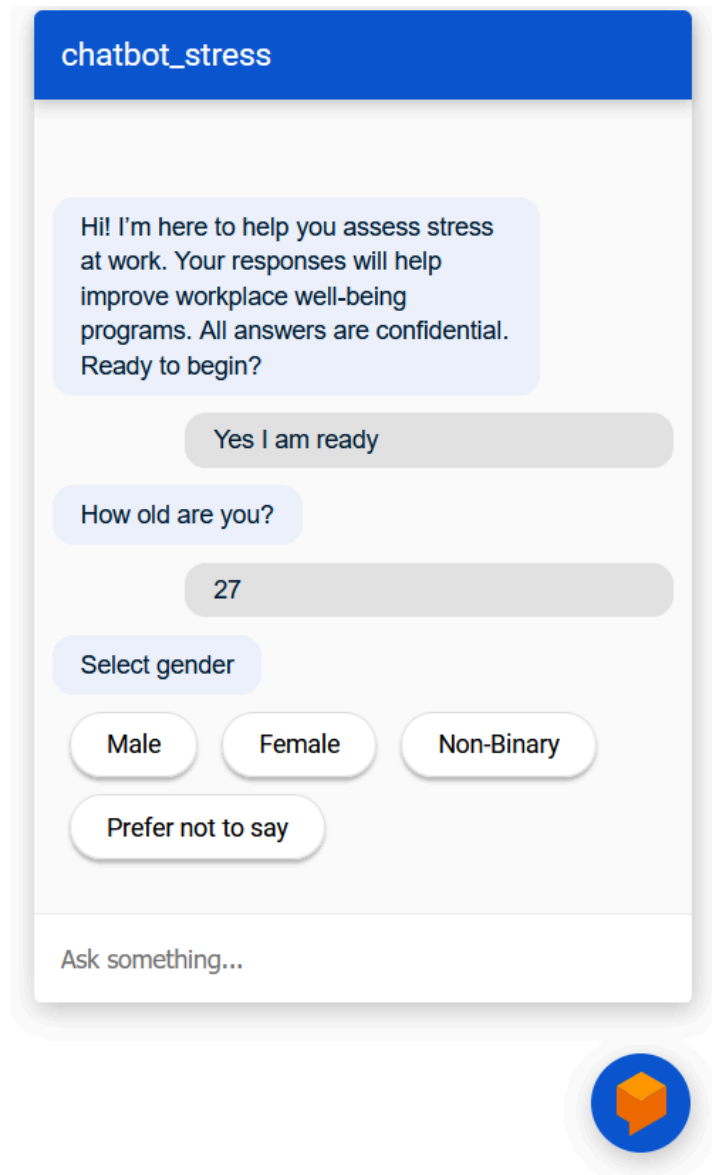 chatbot_stress
Hi! I’m here to help you assess stress
at work. Your responses will help
improve workplace well-being
programs. All answers are confidential.
Ready to begin?
Yes I am ready
How old are you?
27
Select gender
Male Female Non-Binary
Prefer not to say
Ask something...